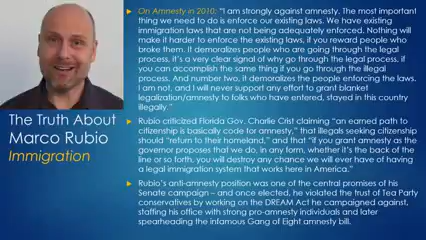 On Amnesty in 2010: "I am strongly against amnesty. The most important
thing we need to do is enforce our existing laws. We have existing
immigration laws that are not being adequately enforced. Nothing will
make it harder to enforce the existing laws, if you reward people who
broke them. It demoralizes people who are going through the legal
process, it's a very clear signal of why go through the legal process, if
you can accomplish the same thing if you go through the illegal
process. And number two, it demoralizes the people enforcing the laws.
I am not, and I will never support any effort to grant blanket
legalization/amnesty to folks who have entered, stayed in this country
illegally."
Rubio criticized Florida Gov. Charlie Crist claiming "an earned path to
citizenship is basically code for amnesty," that illegals seeking citizenship
should "return to their homeland," and that "if you grant amnesty as the
governor proposes that we do, in any form, whether it's the back of the
line or so forth, you will destroy any chance we will ever have of having
a legal immigration system that works here in America."
Rubio's anti-amnesty position was one of the central promises of his
Senate campaign – and once elected, he violated the trust of Tea Party
conservatives by working on the DREAM Act he campaigned against,
staffing his office with strong pro-amnesty individuals and later
spearheading the infamous Gang of Eight amnesty bill.
The Truth About
Marco Rubio
Immigration